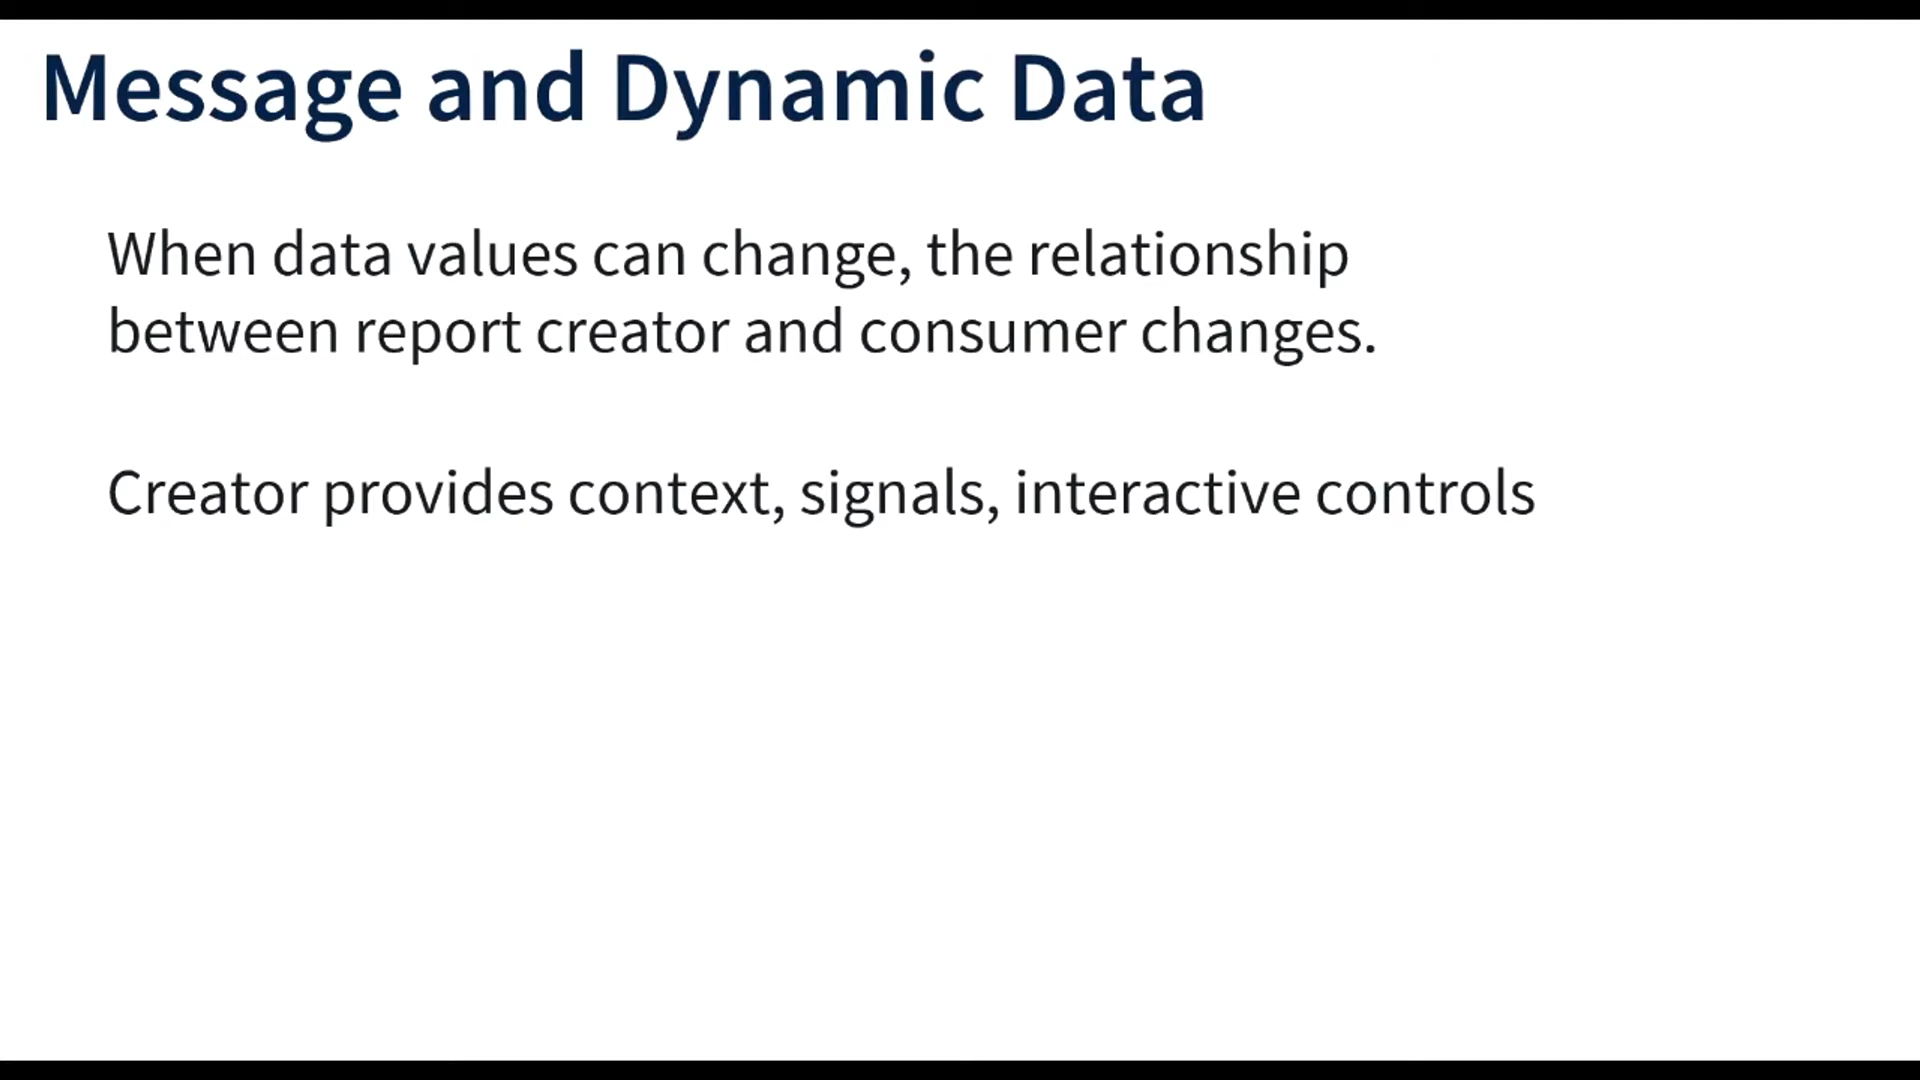 Message and Dynamic Data
When data values can change, the relationship
between report creator and consumer changes.
Creator provides context, signals, interactive controls